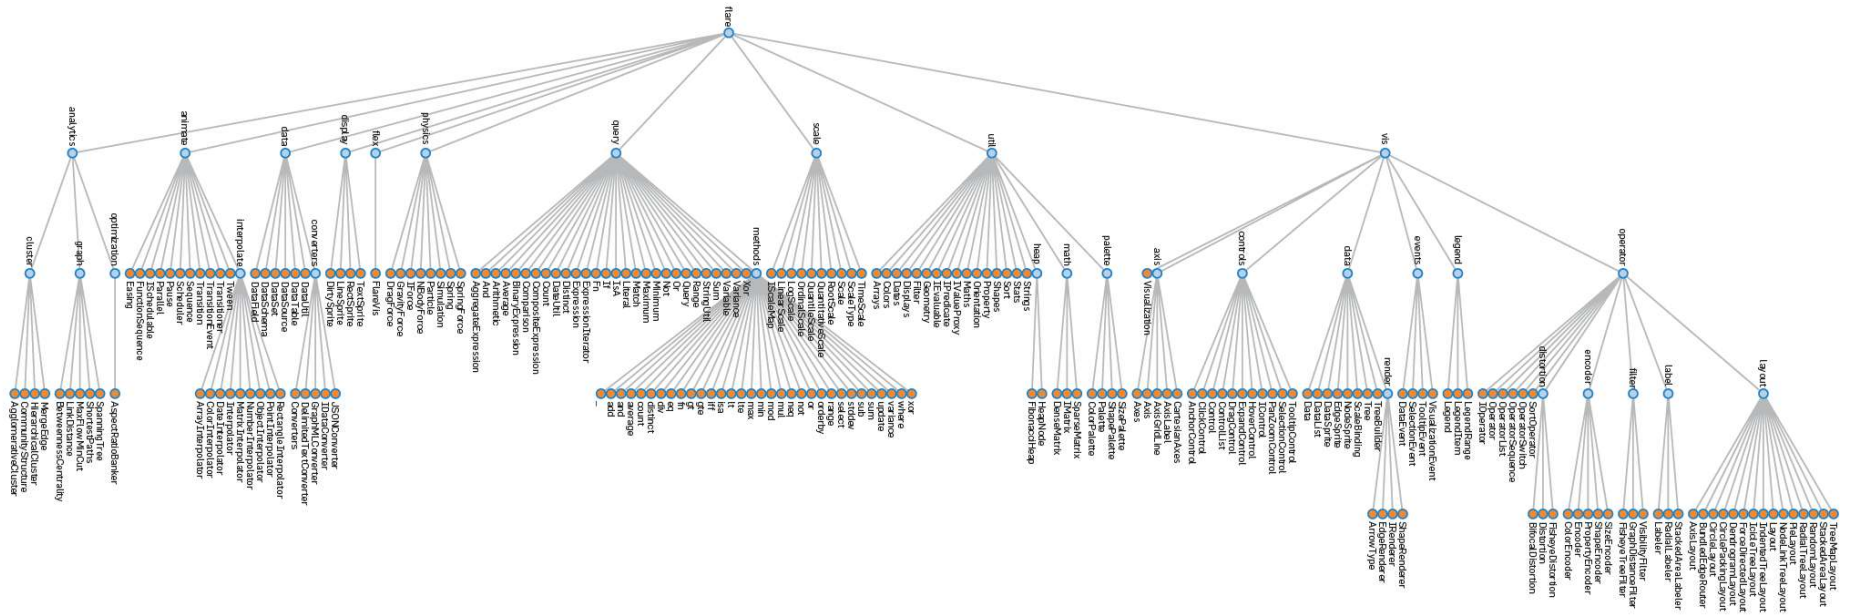 flare
analytics
animate
data
display
flex
physics
query
scale
util
vis
cluster
graph
optimization
interpolate
converters
methods
heap
math
palette
axis
controls
data
events
legend
operator
Easing
FunctionSequence
ISchedulable
Parallel
Pause
Scheduler
Sequence
Transition
TransitionEvent
Transitioner
Tween
DataField
DataSchema
DataSet
DataSource
DataTable
DataUtil
DirtySprite
LineSprite
RectSprite
TextSprite
FlareVis
DragForce
GravityForce
IForce
NBodyForce
Particle
Simulation
Spring
SpringForce
AggregateExpression
And
Arithmetic
Average
BinaryExpression
Comparison
CompositeExpression
Count
DateUtil
Distinct
Expression
ExpressionIterator
Fn
If
IsA
Literal
Match
Maximum
Minimum
Not
Or
Query
Range
StringUtil
Sum
Variable
Variance
Xor
IScaleMap
LinearScale
LogScale
OrdinalScale
QuantileScale
QuantitativeScale
RootScale
Scale
ScaleType
TimeScale
Arrays
Colors
Dates
Displays
Filter
Geometry
IEvaluable
IPredicate
IValueProxy
Maths
Orientation
Property
Shapes
Sort
Stats
Strings
Visualization
render
distortion
encoder
filter
label
layout
AgglomerativeCluster
CommunityStructure
HierarchicalCluster
MergeEdge
BetweennessCentrality
LinkDistance
MaxFlowMinCut
ShortestPaths
SpanningTree
AspectRatioBanker
ArrayInterpolator
ColorInterpolator
DateInterpolator
Interpolator
MatrixInterpolator
NumberInterpolator
ObjectInterpolator
PointInterpolator
RectangleInterpolator
Converters
DelimitedTextConverter
GraphMLConverter
IDataConverter
JSONConverter
_
add
and
average
count
distinct
div
eq
fn
gt
gte
iff
isa
lt
lte
max
min
mod
mul
neq
not
or
orderby
range
select
stddev
sub
sum
update
variance
where
xor
FibonacciHeap
HeapNode
DenseMatrix
IMatrix
SparseMatrix
ColorPalette
Palette
ShapePalette
SizePalette
Axes
Axis
AxisGridLine
AxisLabel
CartesianAxes
AnchorControl
ClickControl
Control
ControlList
DragControl
ExpandControl
HoverControl
IControl
PanZoomControl
SelectionControl
TooltipControl
Data
DataList
DataSprite
EdgeSprite
NodeSprite
ScaleBinding
Tree
TreeBuilder
DataEvent
SelectionEvent
TooltipEvent
VisualizationEvent
Legend
LegendItem
LegendRange
IOperator
Operator
OperatorList
OperatorSequence
OperatorSwitch
SortOperator
ArrowType
EdgeRenderer
IRenderer
ShapeRenderer
BifocalDistortion
Distortion
FisheyeDistortion
ColorEncoder
Encoder
PropertyEncoder
ShapeEncoder
SizeEncoder
FisheyeTreeFilter
GraphDistanceFilter
VisibilityFilter
Labeler
RadialLabeler
StackedAreaLabeler
AxisLayout
BundledEdgeRouter
CircleLayout
CirclePackingLayout
DendrogramLayout
ForceDirectedLayout
IcicleTreeLayout
IndentedTreeLayout
Layout
NodeLinkTreeLayout
PieLayout
RadialTreeLayout
RandomLayout
StackedAreaLayout
TreeMapLayout